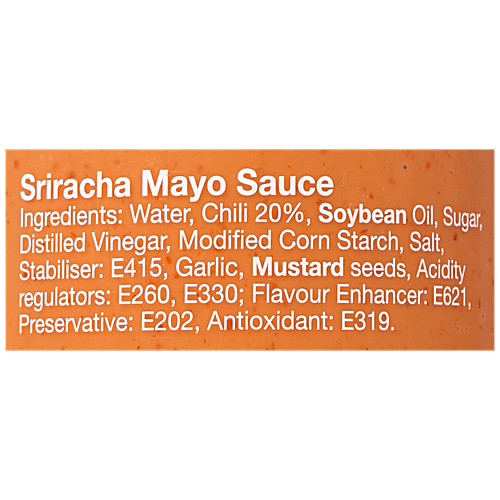 Sriracha Mayo Sauce
Ingredients: Water, Chili 20%, Soybean Oil, Sugar,
Distilled Vinegar, Modified Corn Starch, Salt,
Stabiliser: E415, Garlic, Mustard seeds, Acidity
regulators: E260, E330; Flavour Enhancer: E621,
Preservative: E202, Antioxidant: E319.